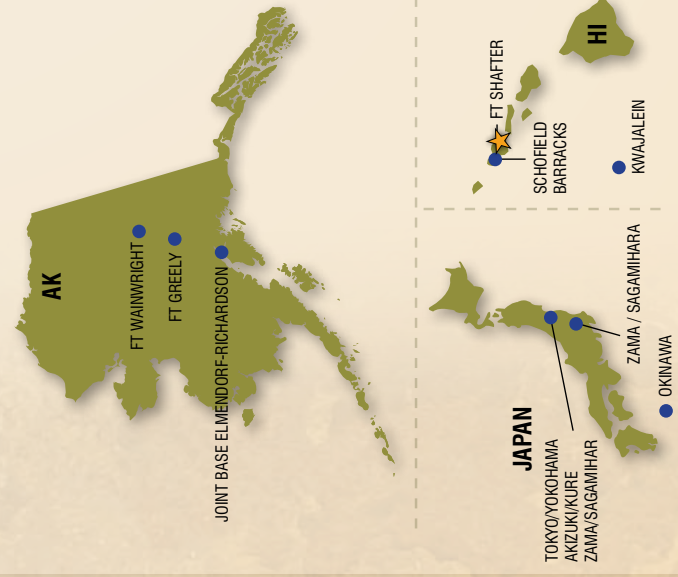 AK
FT WAINWRIGHT
FT GREELY
JOINT BASE ELMENDORF-RICHARDSON
HI
FT SHAFTER
SCHOFIELD
BARRACKS
KWAJALEIN
JAPAN
TOKYO/YOKOHAMA
AKIZUKI/KURE
ZAMA/SAGAMIHAR
ZAMA / SAGAMIHARA
OKINAWA